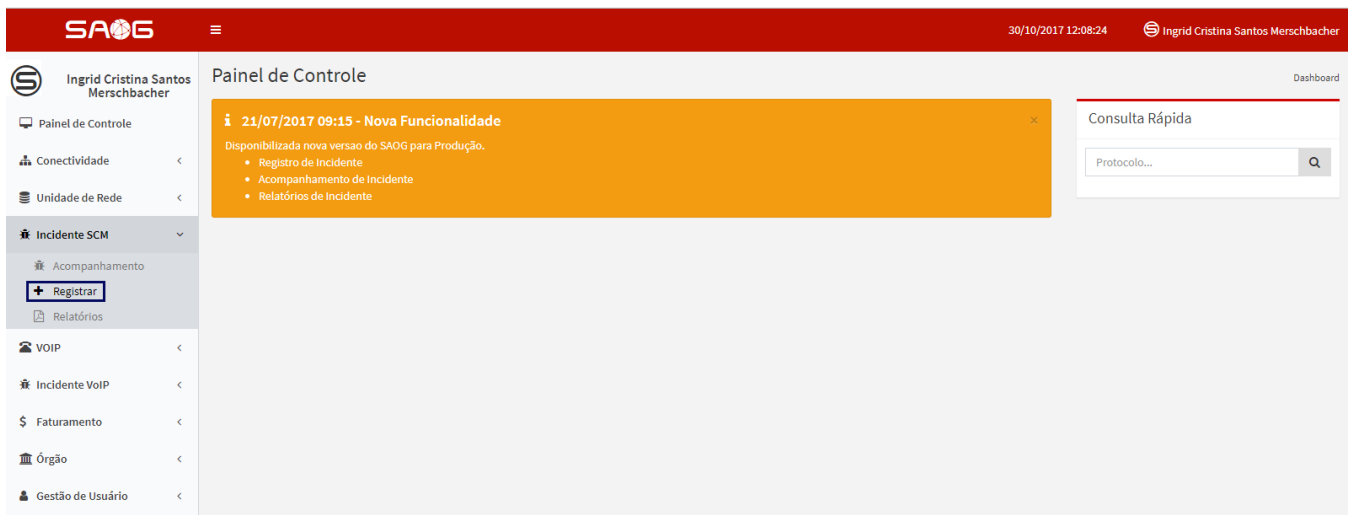 SAOG
30/10/2017 12:08:24
Ingrid Cristina Santos Merschbacher
Ingrid Cristina Santos
Merschbacher
Painel de Controle
Conectividade
Unidade de Rede
Incidente SCM
Acompanhamento
Registrar
Relatórios
VOIP
Incidente VoIP
Faturamento
Órgão
Gestão de Usuário
Painel de Controle
Dashboard
21/07/2017 09:15 - Nova Funcionalidade
Disponibilizada nova versao do SAOG para Produção.
Registro de Incidente
Acompanhamento de Incidente
Relatórios de Incidente
Consulta Rápida
Protocolo...